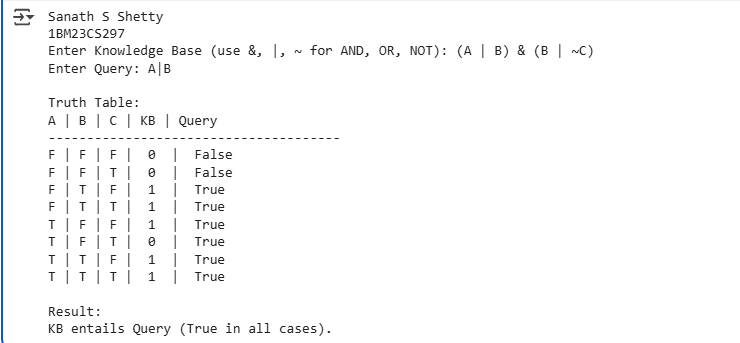 Sanath S Shetty
1BM23CS297
Enter Knowledge Base (use &, |, ~ for AND, OR, NOT): (A | B) & (B | ~C)
Enter Query: A|B
Truth Table:
A | B | C | KB | Query
--------------------------------------
F | F | F |  0  |  False
F | F | T |  0  |  False
F | T | F |  1  |  True
F | T | T |  1  |  True
T | F | F |  1  |  True
T | F | T |  0  |  True
T | T | F |  1  |  True
T | T | T |  1  |  True
Result:
KB entails Query (True in all cases).